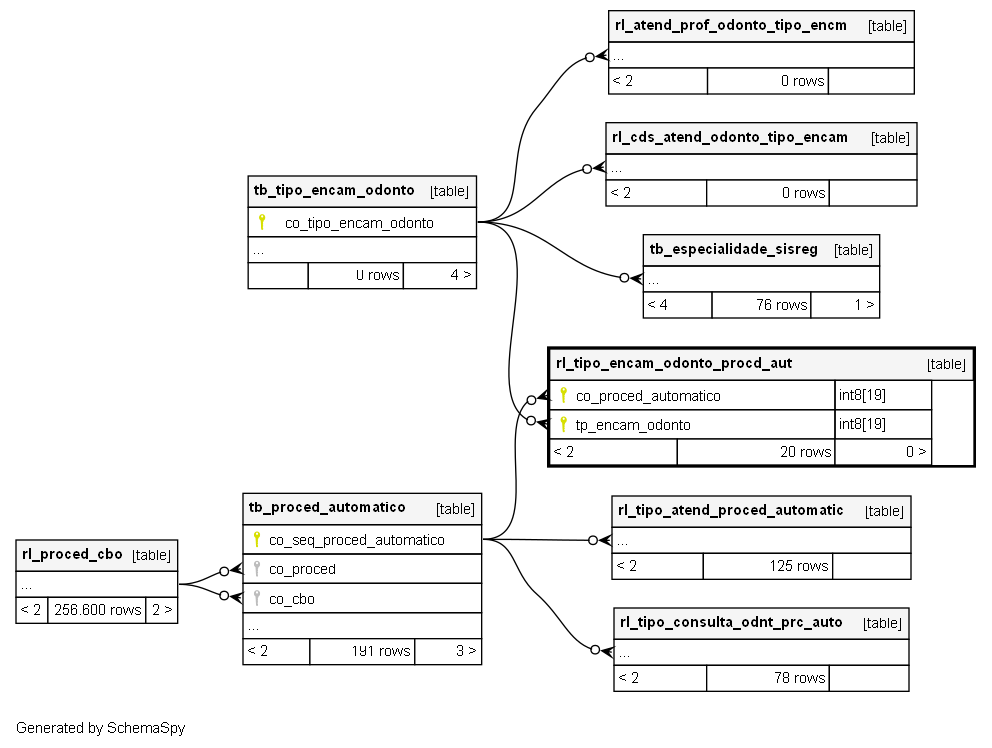 rl_atend_prof_odonto_tipo_encm [table]
...
< 2 0 rows
rl_cds_atend_odonto_tipo_encam [table]
...
< 2 0 rows
tb_tipo_encam_odonto [table]
co_tipo_encam_odonto
...
0 rows 4 >
tb_especialidade_sisreg [table]
...
< 4 76 rows 1 >
rl_tipo_encam_odonto_procd_aut [table]
co_proced_automatico int8[19]
tp_encam_odonto int8[19]
< 2 20 rows 0 >
tb_proced_automatico [table]
co_seq_proced_automatico
co_proced
co_cbo
...
< 2 191 rows 3 >
rl_proced_cbo [table]
...
< 2 256.600 rows 2 >
rl_tipo_atend_proced_automatic [table]
...
< 2 125 rows
rl_tipo_consulta_odnt_prc_auto [table]
...
< 2 78 rows
Generated by SchemaSpy